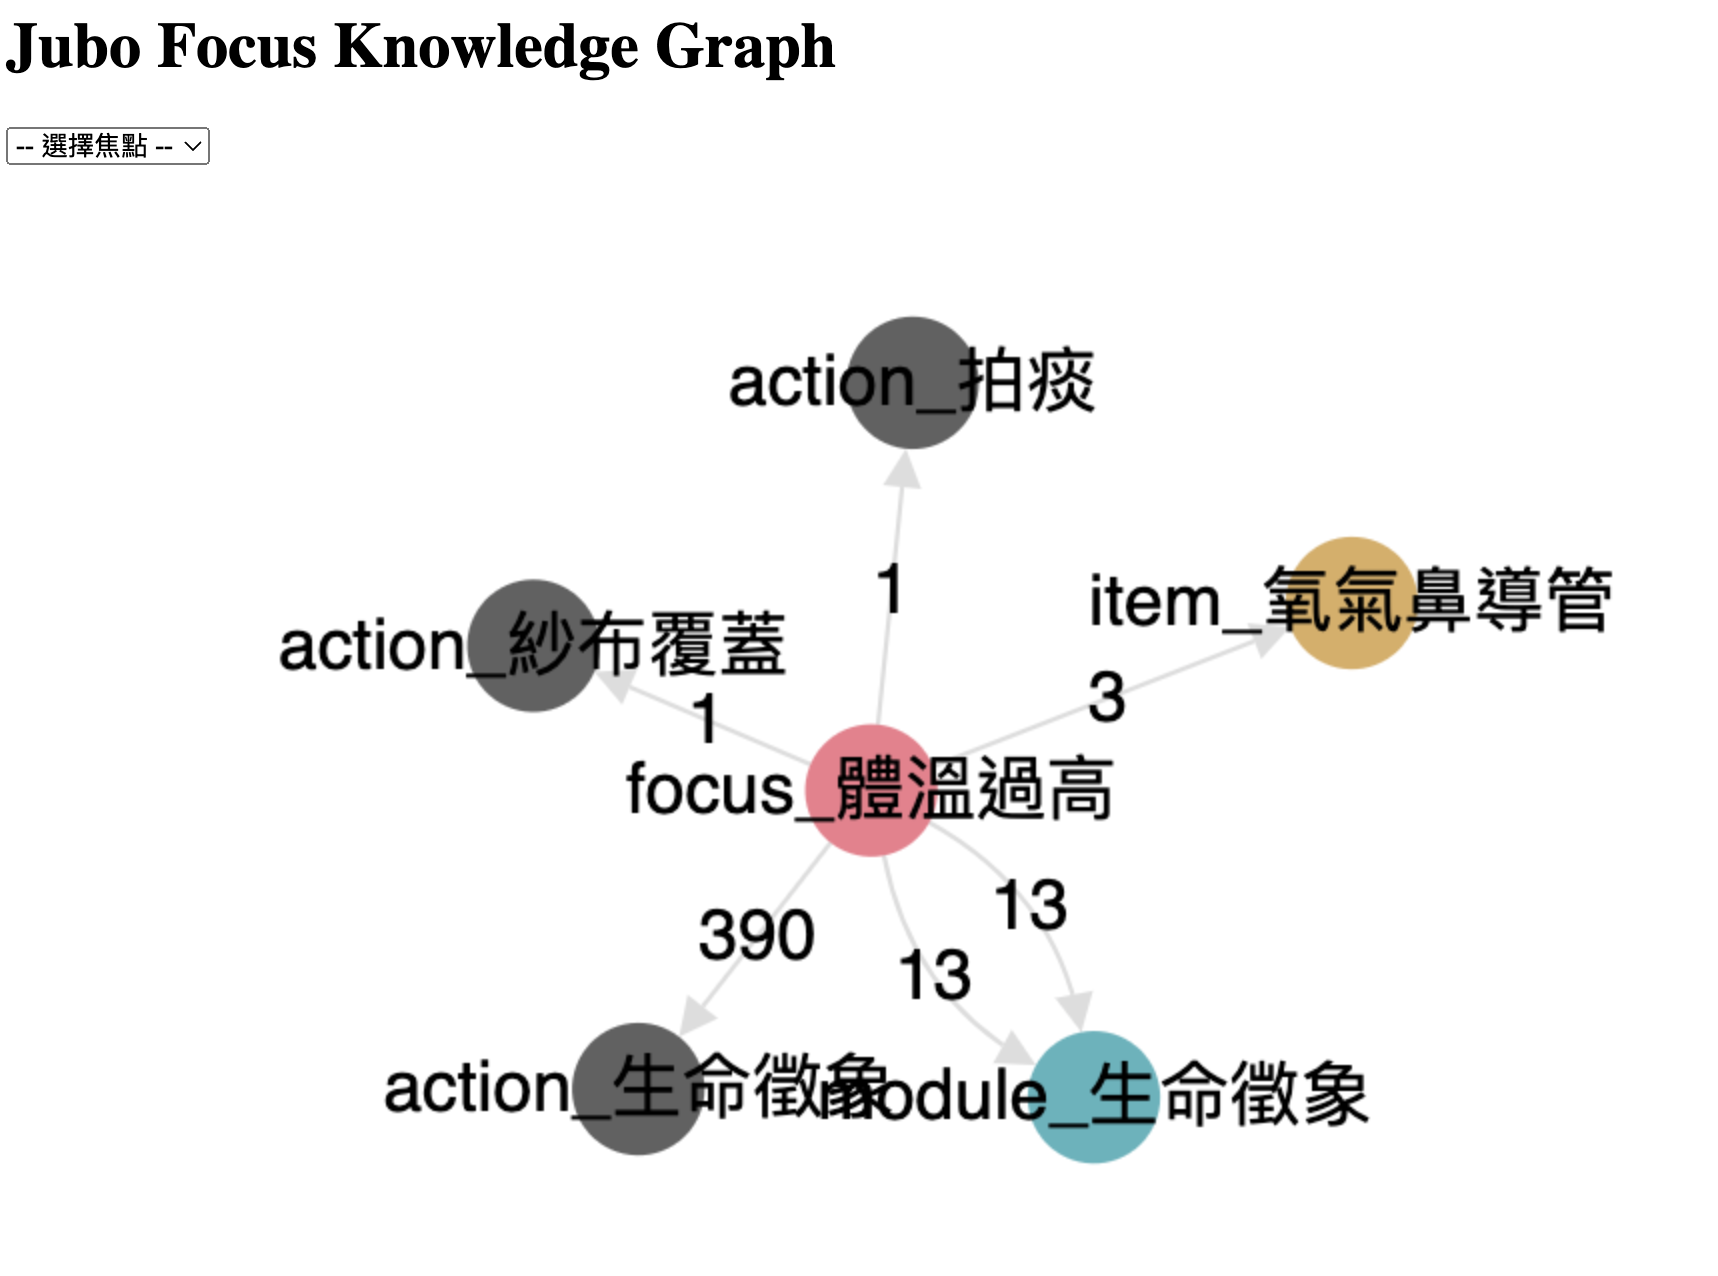 Jubo Focus Knowledge Graph
-- 選擇焦點 --
action_拍痰
1
item_氧氣鼻導管
action_紗布覆蓋
3
1
focus_體溫過高
13
390
13
action_生命徵象
module_生命徵象